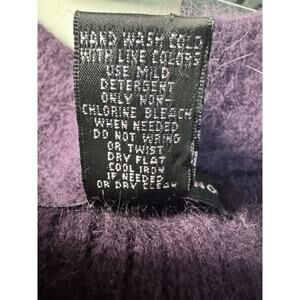 HAND WASH COLD
WITH LIKE COLORS
USE MILD
DETERGENT
ONLY NON-
CHLORINE BLEACH
WHEN NEEDED
DO NOT WRING
OR TWIST
DRY FLAT
COOL IRON
IF NEEDED
OR DRY CLEAN
NO